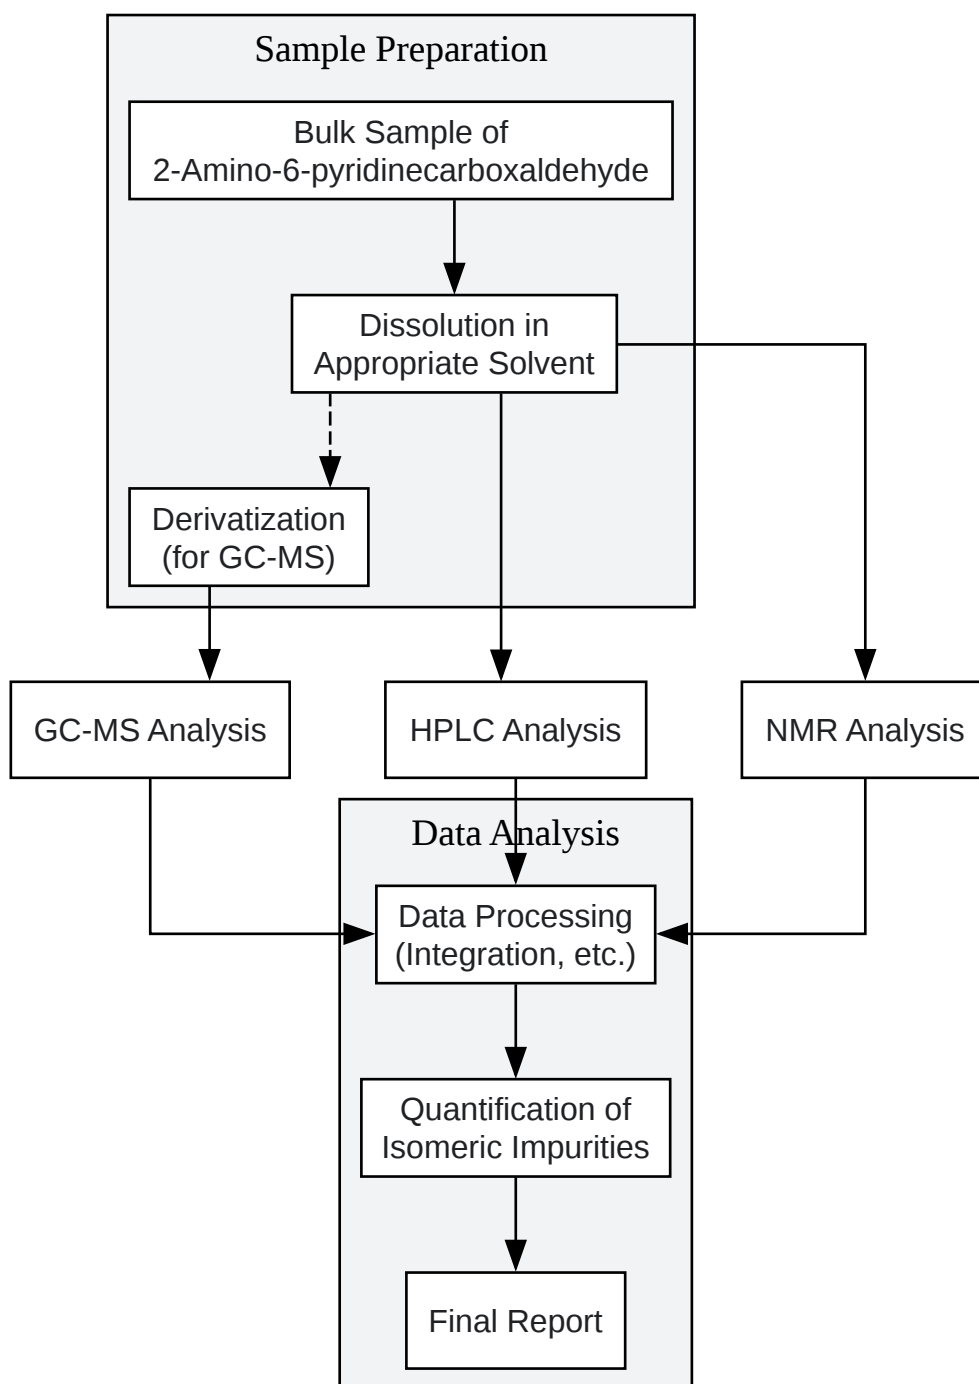 Sample Preparation
Bulk Sample of
2-Amino-6-pyridinecarboxaldehyde
Dissolution in
Appropriate Solvent
Derivatization
(for GC-MS)
GC-MS Analysis
HPLC Analysis
NMR Analysis
Data Analysis
Data Processing
(Integration, etc.)
Quantification of
Isomeric Impurities
Final Report